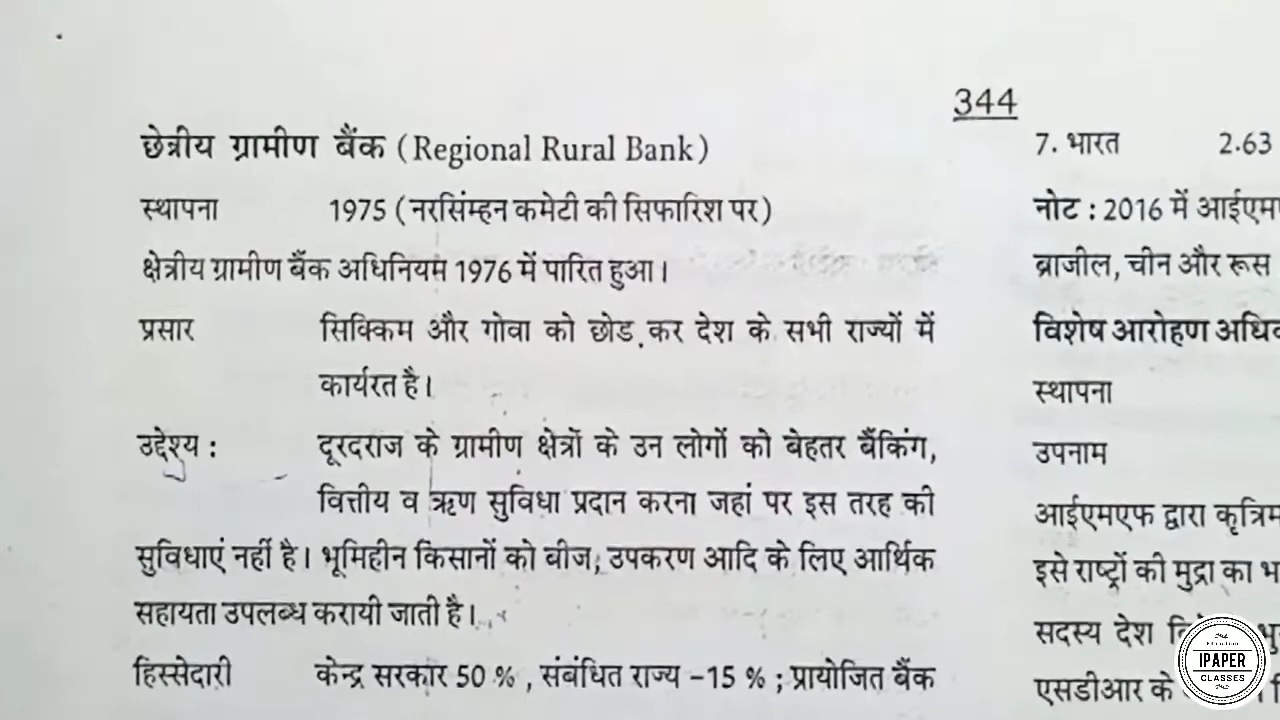 344
छेत्रीय ग्रामीण बैंक (Regional Rural Bank)
स्थापना 1975 (नरसिंम्हन कमेटी की सिफारिश पर)
क्षेत्रीय ग्रामीण बैंक अधिनियम 1976 में पारित हुआ।
प्रसार सिक्किम और गोवा को छोड कर देश के सभी राज्यों में
कार्यरत है।
उद्देश्य : दूरदराज के ग्रामीण क्षेत्रों के उन लोगों को बेहतर बैंकिंग,
वित्तीय व ऋण सुविधा प्रदान करना जहां पर इस तरह की
सुविधाएं नहीं है। भूमिहीन किसानों को बीज, उपकरण आदि के लिए आर्थिक
सहायता उपलब्ध करायी जाती है।
हिस्सेदारी केन्द्र सरकार 50 % , संबंधित राज्य –15 % ; प्रायोजित बैंक
7. भारत 2.63
नोट : 2016 में आईएम
ब्राजील, चीन और रूस
विशेष आरोहण अधि
स्थापना
उपनाम
आईएमएफ द्वारा कृत्रिम
इसे राष्ट्रों की मुद्रा का भ
सदस्य देश
एसडीआर के
IPAPER
CLASSES